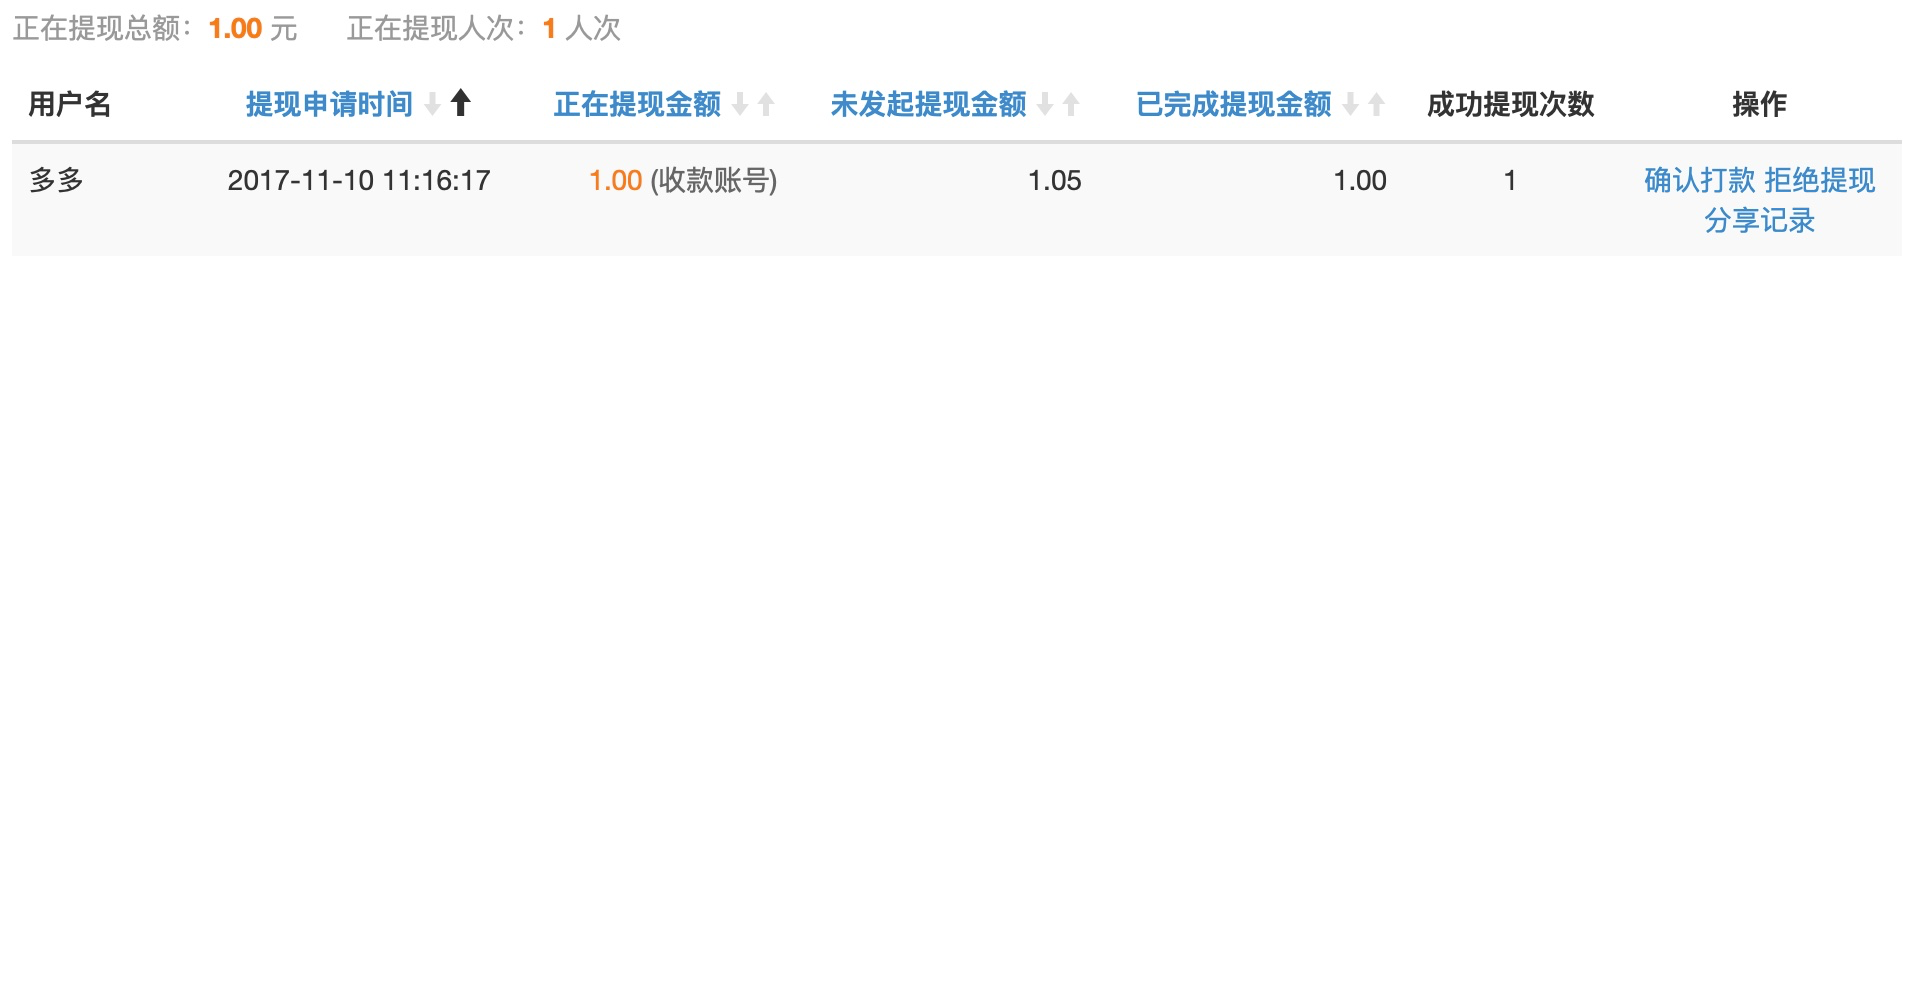 正在提现总额：1.00 元 正在提现人次：1 人次
用户名 提现申请时间 正在提现金额 未发起提现金额 已完成提现金额 成功提现次数 操作
多多 2017-11-10 11:16:17 1.00 (收款账号) 1.05 1.00 1 确认打款 拒绝提现
分享记录